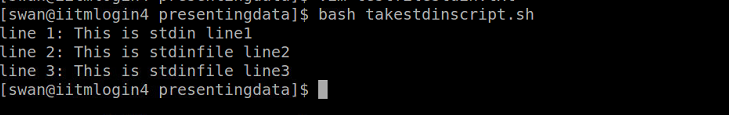 [swan@iitmlogin4 presentingdata]$ bash takestdinscript.sh
line 1: This is stdin line1
line 2: This is stdinfile line2
line 3: This is stdinfile line3
[swan@iitmlogin4 presentingdata]$